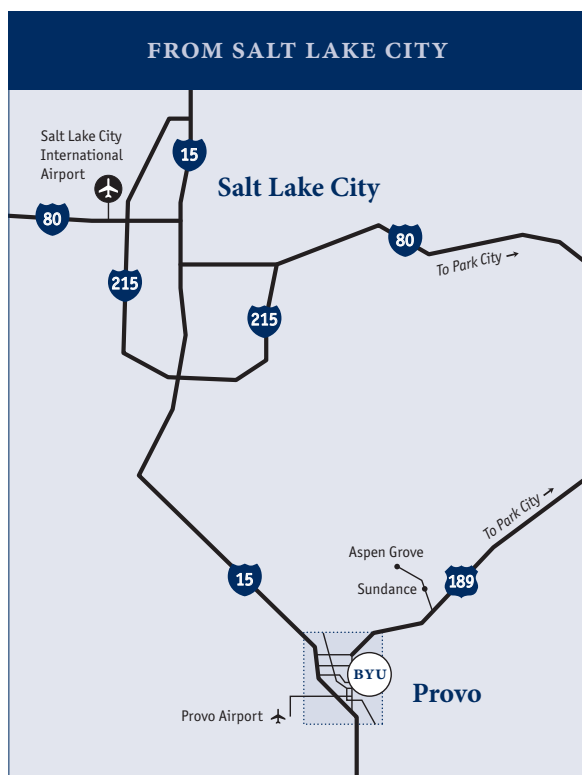 FROM SALT LAKE CITY
Salt Lake City
International
Airport
15
Salt Lake City
80
80
To Park City →
215
215
To Park City →
Aspen Grove
15
189
Sundance
BYU
Provo
Provo Airport